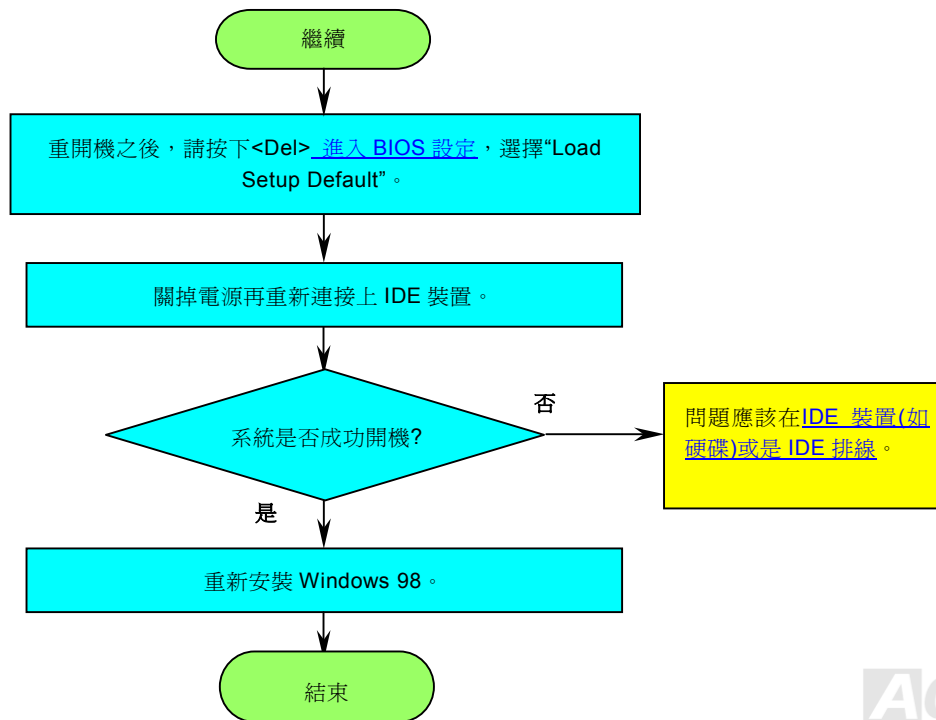 繼續
重開機之後，請按下<Del> 進入 BIOS 設定，選擇“Load
Setup Default”。
關掉電源再重新連接上 IDE 裝置。
系統是否成功開機?
否
問題應該在IDE 裝置(如
硬碟)或是 IDE 排線。
是
重新安裝 Windows 98。
結束